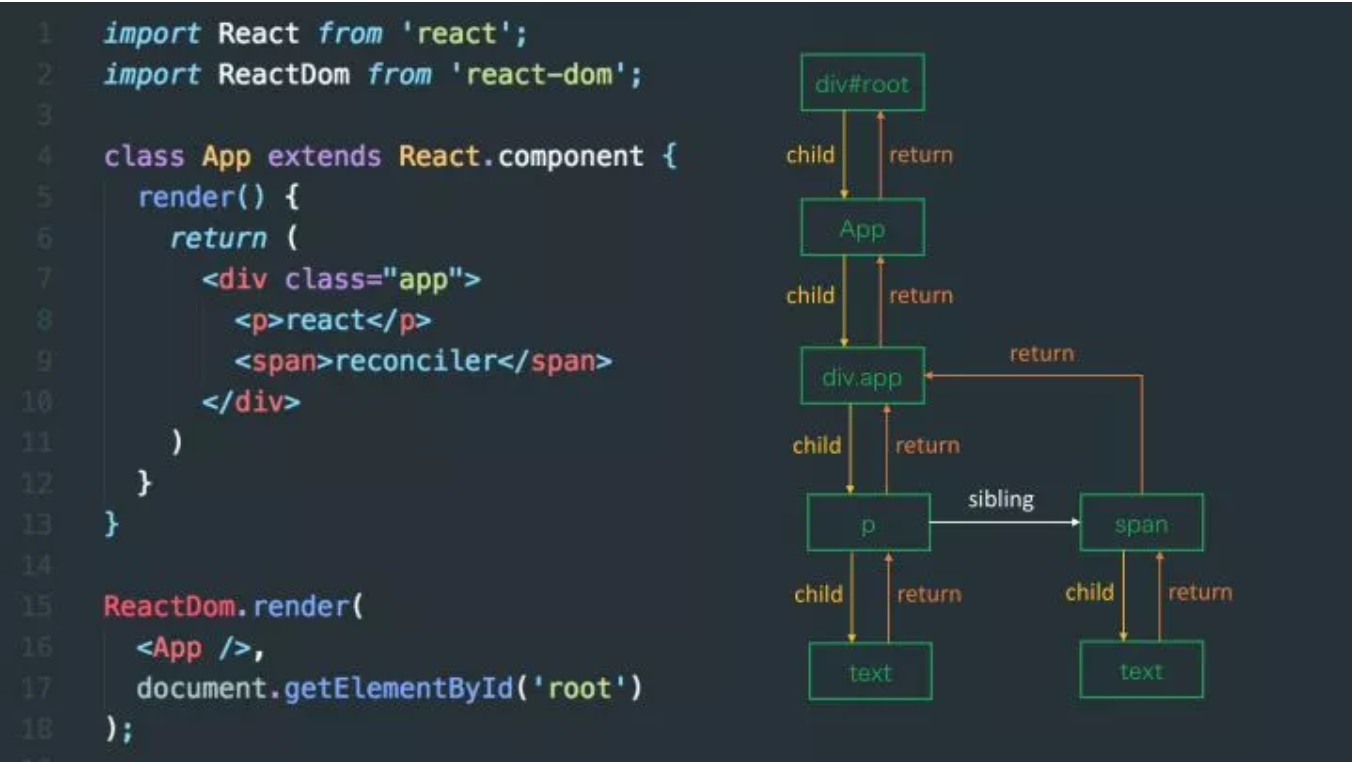 1 import React from 'react';
2 import ReactDom from 'react-dom';
3
4 class App extends React.component {
5 render() {
6 return (
7 <div class="app">
8 <p>react</p>
9 <span>reconciler</span>
10 </div>
11 )
12 }
13 }
14
15 ReactDom.render(
16 <App />,
17 document.getElementById('root')
18 );
div#root
child return
App
child return
return
div.app
child return
sibling
p span
child return child return
text text